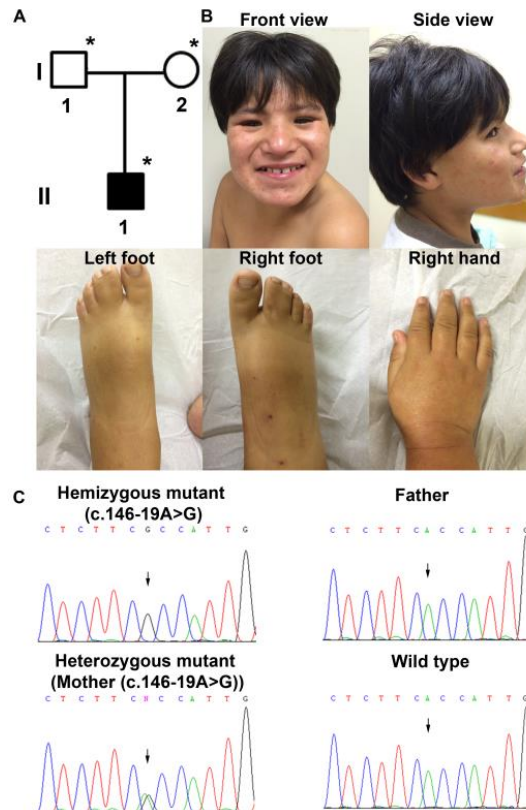 A
B
Front view
Side view
I
*
*
1
2
*
II
1
Left foot
Right foot
Right hand
C
Hemizygous mutant
(c.146-19A>G)
Father
C T C T T C G C C A T T G
C T C T T C A C C A T T G
Heterozygous mutant
(Mother (c.146-19A>G))
Wild type
C T C T T C N C C A T T G
C T C T T C A C C A T T G